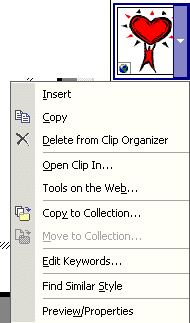 Insert
Copy
Delete from Clip Organizer
Open Clip In...
Tools on the Web...
Copy to Collection...
Move to Collection...
Edit Keywords...
Find Similar Style
Preview/Properties